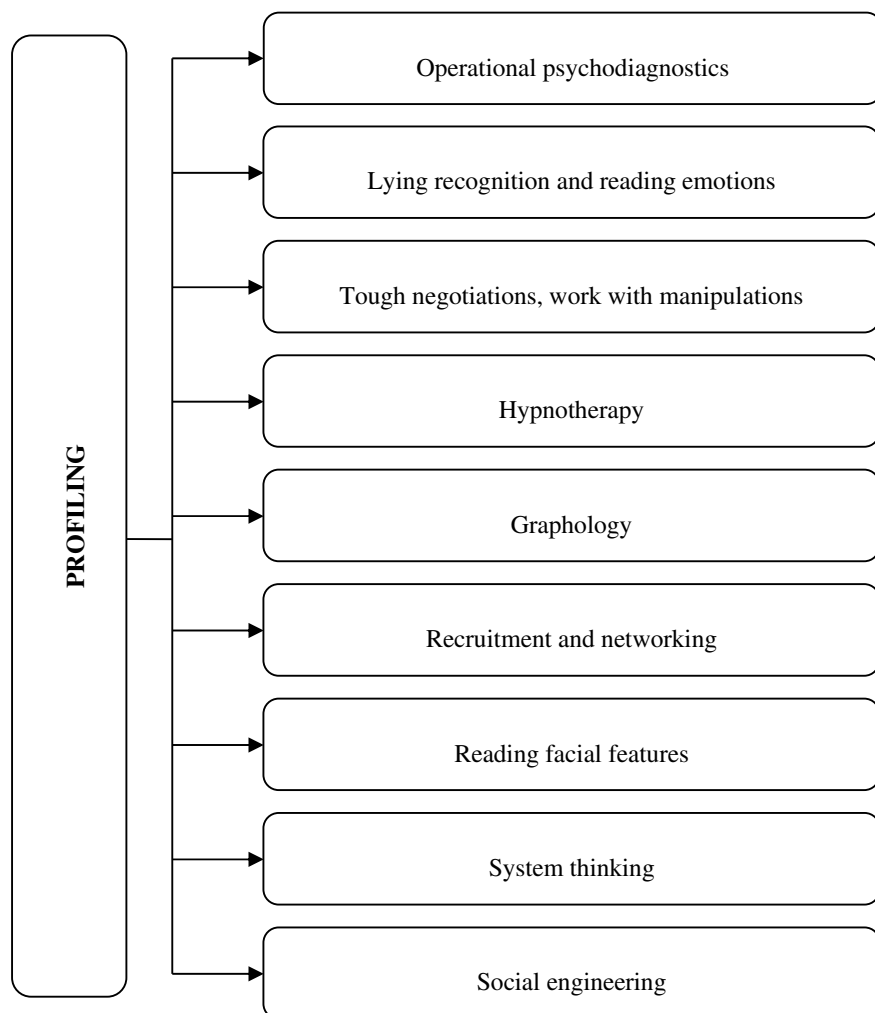 PROFILING
Operational psychodiagnostics
Lying recognition and reading emotions
Tough negotiations, work with manipulations
Hypnotherapy
Graphology
Recruitment and networking
Reading facial features
System thinking
Social engineering